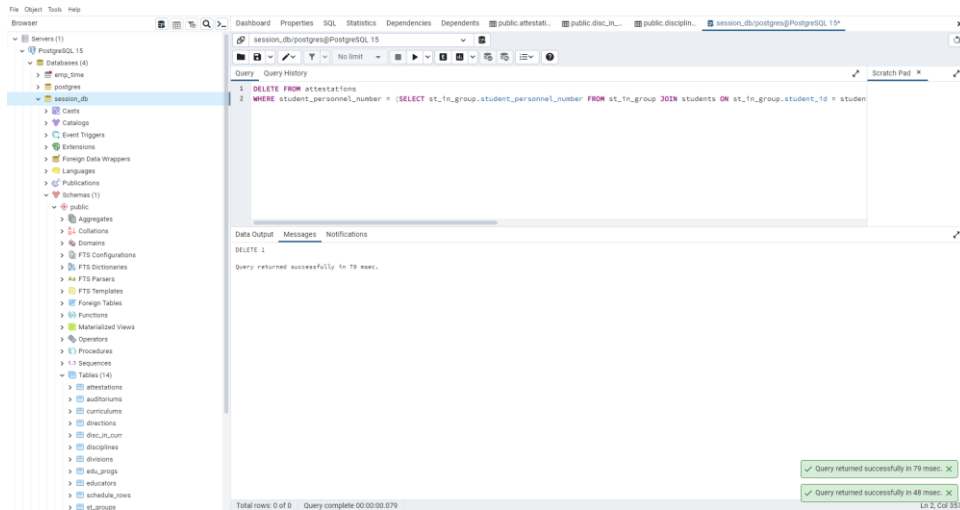 File Object Tools Help
Browser
Dashboard Properties SQL Statistics Dependencies Dependents public.attestati... public.disc_in_... public.disciplin... session_db/postgres@PostgreSQL 15*
session_db/postgres@PostgreSQL 15
No limit
Query Query History
Scratch Pad
1 DELETE FROM attestations
2 WHERE student_personnel_number = (SELECT st_in_group.student_personnel_number FROM st_in_group JOIN students ON st_in_group.student_id = studen
Servers (1)
PostgreSQL 15
Databases (4)
emp_time
postgres
session_db
Casts
Catalogs
Event Triggers
Extensions
Foreign Data Wrappers
Languages
Publications
Schemas (1)
public
Aggregates
Collations
Domains
FTS Configurations
FTS Dictionaries
FTS Parsers
FTS Templates
Foreign Tables
Functions
Materialized Views
Operators
Procedures
1..3 Sequences
Tables (14)
attestations
auditoriums
curriculums
directions
disc_in_curr
disciplines
divisions
edu_progs
educators
schedule_rows
st_groups
Data Output Messages Notifications
DELETE 1
Query returned successfully in 79 msec.
Query returned successfully in 79 msec.
Query returned successfully in 48 msec.
Total rows: 0 of 0 Query complete 00:00:00.079
Ln 2, Col 35